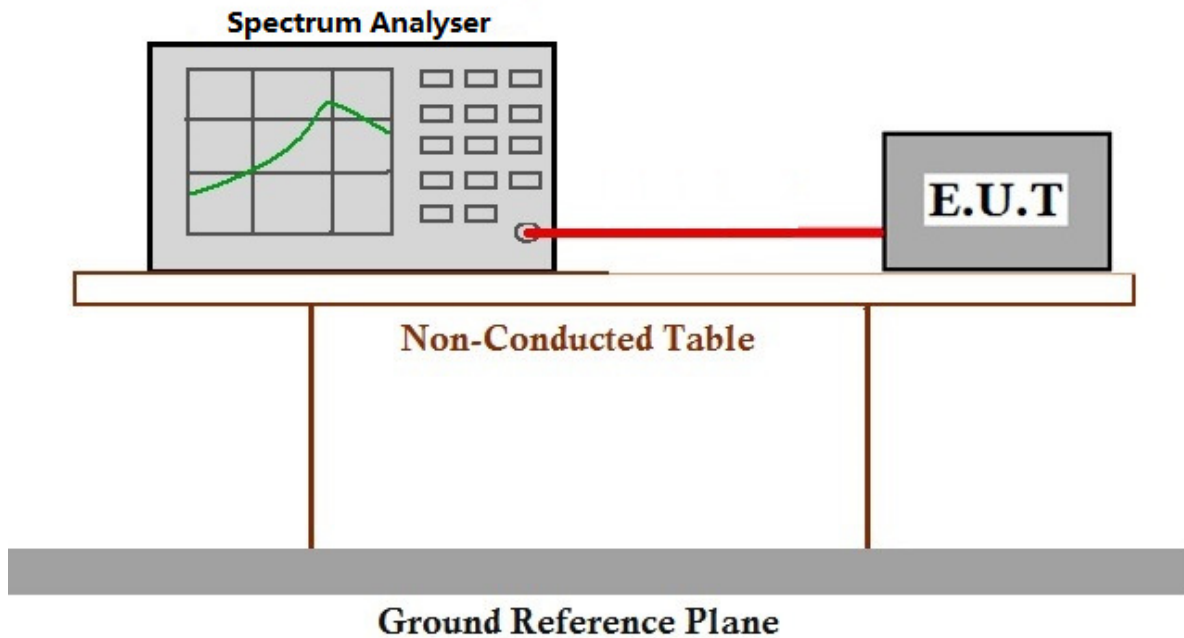 Spectrum Analyser
E.U.T
Non-Conducted Table
Ground Reference Plane